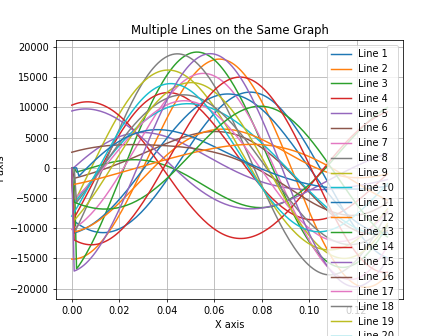 Multiple Lines on the Same Graph
20000
15000
10000
5000
0
−5000
−10000
−15000
−20000
0.00 0.02 0.04 0.06 0.08 0.10
X axis
axis
Line 1
Line 2
Line 3
Line 4
Line 5
Line 6
Line 7
Line 8
Line 9
Line 10
Line 11
Line 12
Line 13
Line 14
Line 15
Line 16
Line 17
Line 18
Line 19
Line 20